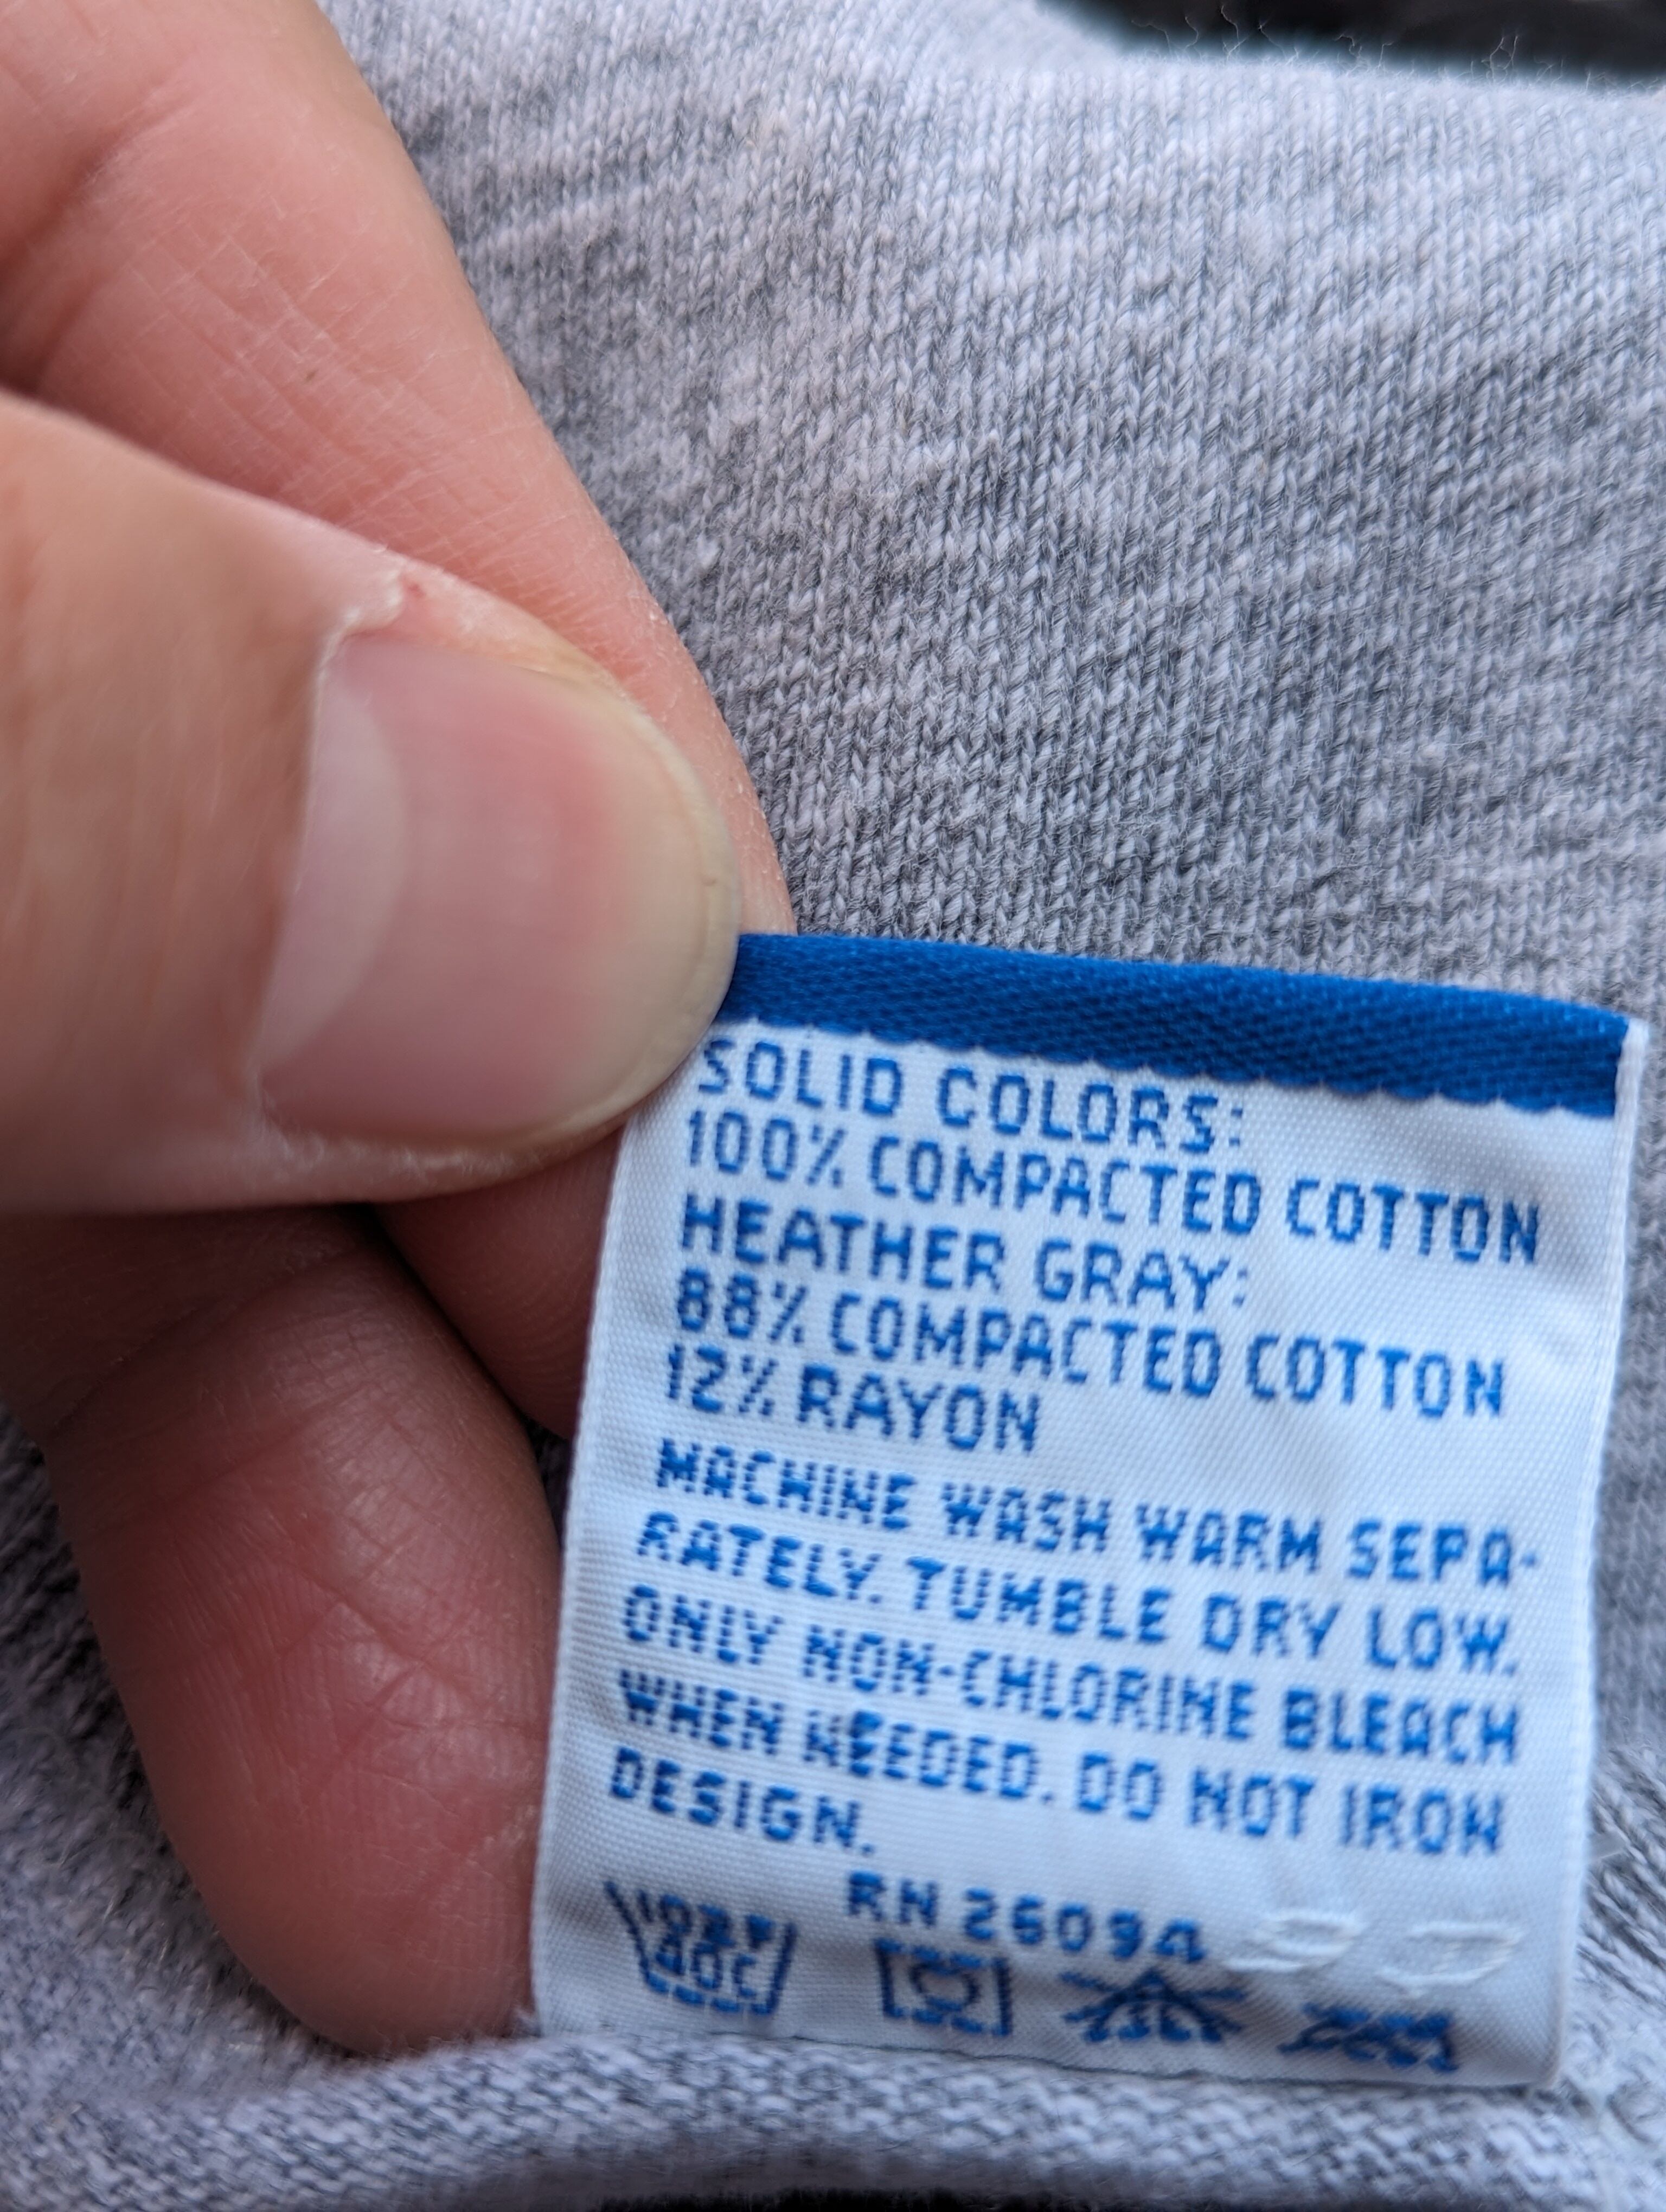 SOLID COLORS:
100% COMPACTED COTTON
HEATHER GRAY:
88% COMPACTED COTTON
12% RAYON
MACHINE WASH WARM SEPA-
RATELY. TUMBLE DRY LOW.
ONLY NON-CHLORINE BLEACH
WHEN NEEDED. DO NOT IRON
DESIGN.
RN 26094